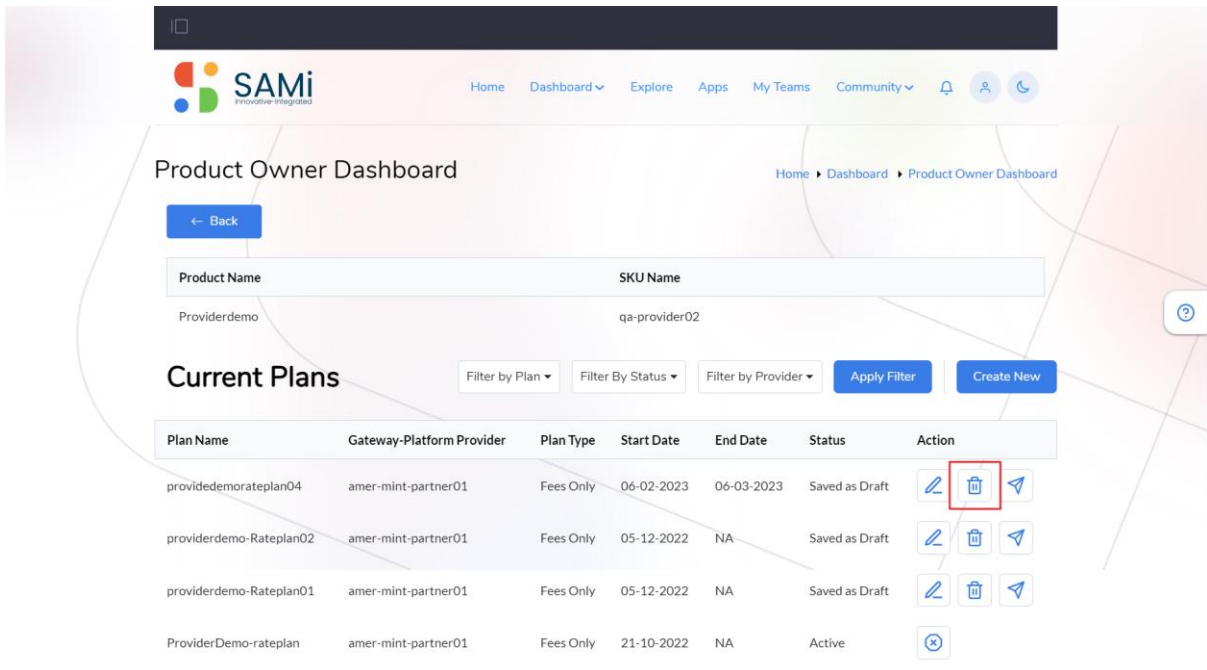 SAMi
Innovative-Integrated
Home Dashboard Explore Apps My Teams Community
Product Owner Dashboard
Home Dashboard Product Owner Dashboard
← Back
Product Name SKU Name
Providerdemo qa-provider02
Current Plans Filter by Plan Filter By Status Filter by Provider Apply Filter Create New
Plan Name Gateway-Platform Provider Plan Type Start Date End Date Status Action
providedemorateplan04 amer-mint-partner01 Fees Only 06-02-2023 06-03-2023 Saved as Draft
providerdemo-Rateplan02 amer-mint-partner01 Fees Only 05-12-2022 NA Saved as Draft
providerdemo-Rateplan01 amer-mint-partner01 Fees Only 05-12-2022 NA Saved as Draft
ProviderDemo-rateplan amer-mint-partner01 Fees Only 21-10-2022 NA Active